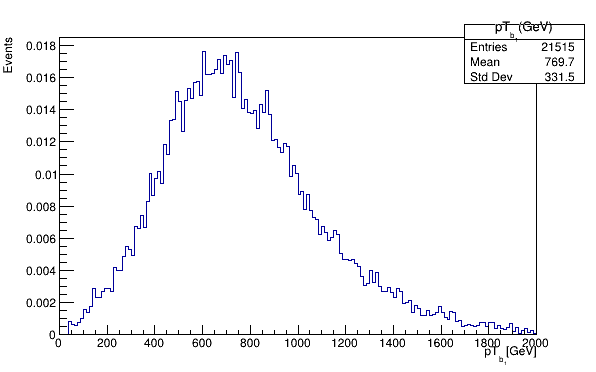 pT_b_1(GeV)
Entries 21515
Mean 769.7
Std Dev 331.5
Events
0.018
0.016
0.014
0.012
0.01
0.008
0.006
0.004
0.002
0
0 200 400 600 800 1000 1200 1400 1600 1800 2000
pT_b_1[GeV]